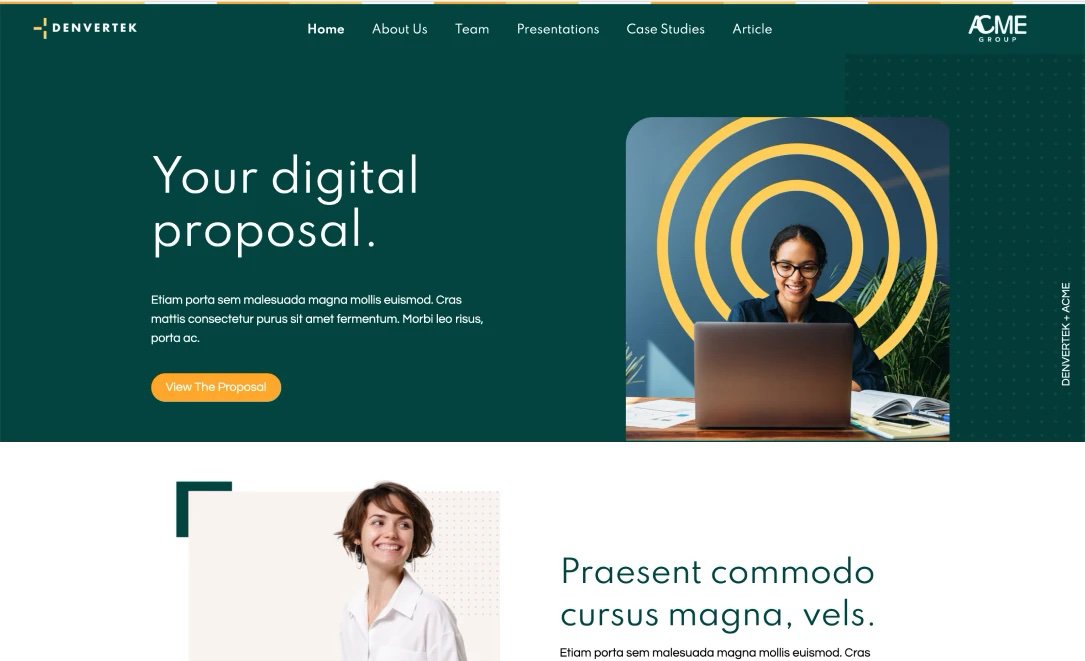 DENVERTEK
Home About Us Team Presentations Case Studies Article
ACME
GROUP
Your digital
proposal.
Etiam porta sem malesuada magna mollis euismod. Cras
mattis consectetur purus sit amet fermentum. Morbi leo risus,
porta ac.
View The Proposal
DENVERTEK + ACME
Praesent commodo
cursus magna, vels.
Etiam porta sem malesuada magna mollis euismod. Cras